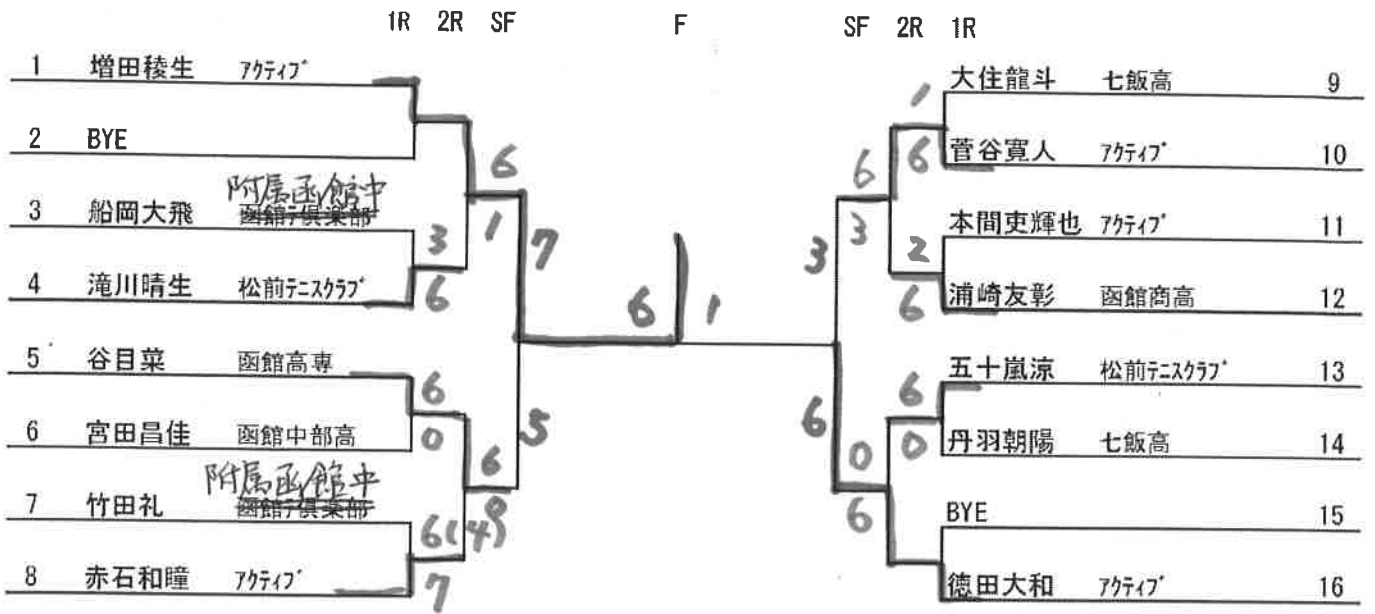 1R 2R SF F SF 2R 1R
1 増田稜生 アクティブ
2 BYE
附属函館中
3 船岡大飛 函館テ倶楽部
4 滝川晴生 松前テニスクラブ
5 谷目菜 函館高専
6 宮田昌佳 函館中部高
附属函館中
7 竹田礼 函館テ倶楽部
8 赤石和瞳 アクティブ
3
6
6
0
6(4)
7
6
1
6
0
7
5
6 1
3
6
6
3
0
6
1
6
2
6
6
0
大住龍斗 七飯高 9
菅谷寛人 アクティブ 10
本間吏輝也 アクティブ 11
浦崎友彰 函館商高 12
五十嵐涼 松前テニスクラブ 13
丹羽朝陽 七飯高 14
BYE 15
徳田大和 アクティブ 16